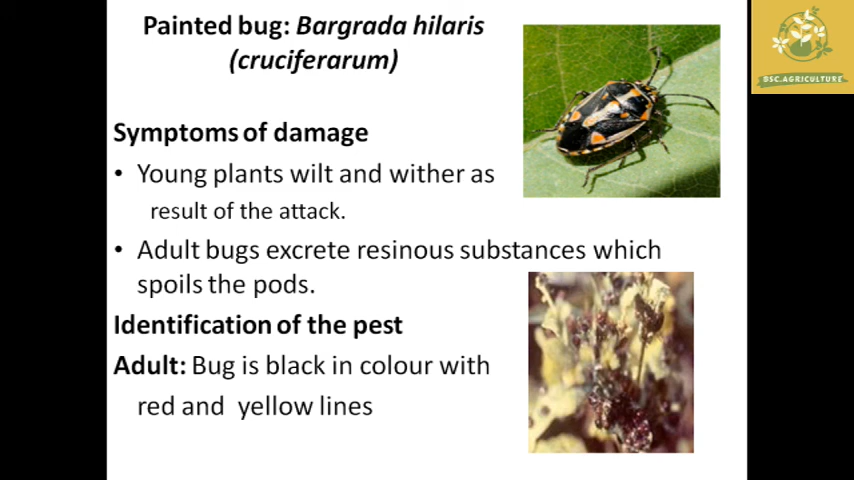 Painted bug: Bargrada hilaris
(cruciferarum)
BSC.AGRICULTURE
Symptoms of damage
• Young plants wilt and wither as
result of the attack.
• Adult bugs excrete resinous substances which
spoils the pods.
Identification of the pest
Adult: Bug is black in colour with
red and yellow lines